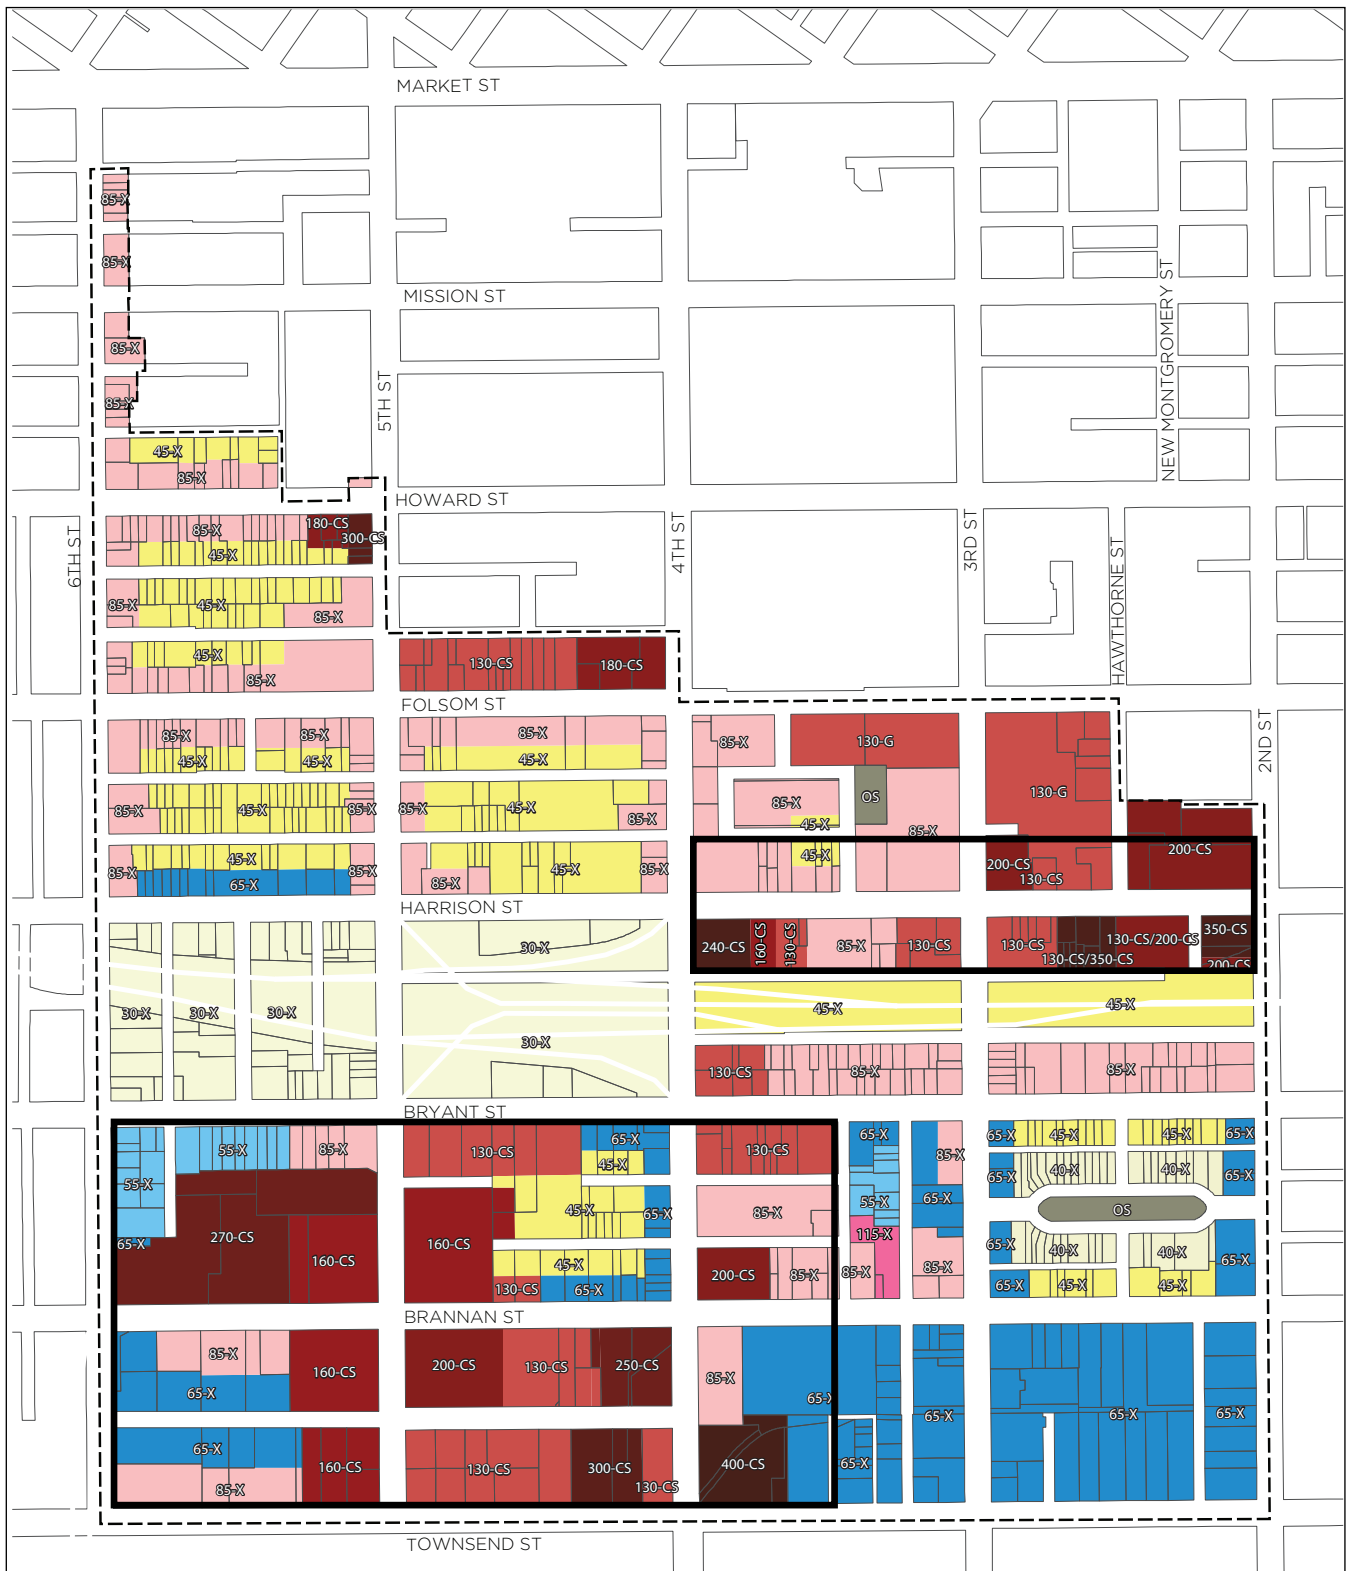 MARKET ST
85-X
85-X
MISSION ST
NEW MONTGROMERY ST
85-X
5TH ST
85-X
45-X
85-X
HOWARD ST
6TH ST
4TH ST
3RD ST
HAWTHORNE ST
85-X
180-CS
300-CS
45-X
85-X
45-X
85-X
45-X
85-X
130-CS
180-CS
FOLSOM ST
2ND ST
85-X
85-X
45-X
45-X
85-X
45-X
85-X
130-G
85-X
45-X
85-X
85-X
45-X
85-X
85-X
45-X
OS
85-X
130-G
85-X
45-X
85-X
65-X
45-X
85-X
85-X
45-X
200-CS
130-CS
200-CS
HARRISON ST
30-X
240-CS
160-CS
130-CS
85-X
130-CS
130-CS
130-CS/350-CS
130-CS/200-CS
350-CS
200-CS
30-X
30-X
30-X
30-X
45-X
45-X
130-CS
85-X
85-X
BRYANT ST
55-X
55-X
85-X
130-CS
65-X
45-X
130-CS
65-X
85-X
65-X
45-X
45-X
65-X
65-X
40-X
40-X
65-X
85-X
55-X
65-X
45-X
65-X
OS
65-X
270-CS
160-CS
160-CS
115-X
65-X
40-X
40-X
65-X
45-X
130-CS
65-X
200-CS
85-X
85-X
85-X
65-X
45-X
45-X
BRANNAN ST
85-X
65-X
160-CS
200-CS
130-CS
250-CS
85-X
65-X
65-X
65-X
65-X
65-X
85-X
160-CS
130-CS
300-CS
130-CS
400-CS
65-X
TOWNSEND ST